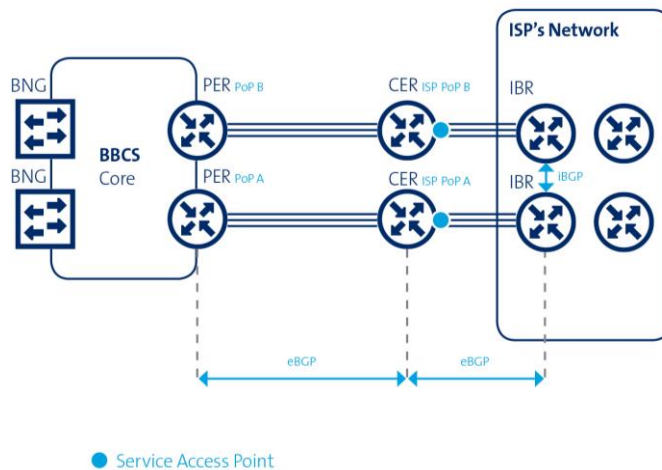 ISP's Network
BNG
PER PoP B
CER ISP PoP B
IBR
BBCS
Core
iBGP
BNG
PER PoP A
CER ISP PoP A
IBR
eBGP
eBGP
Service Access Point